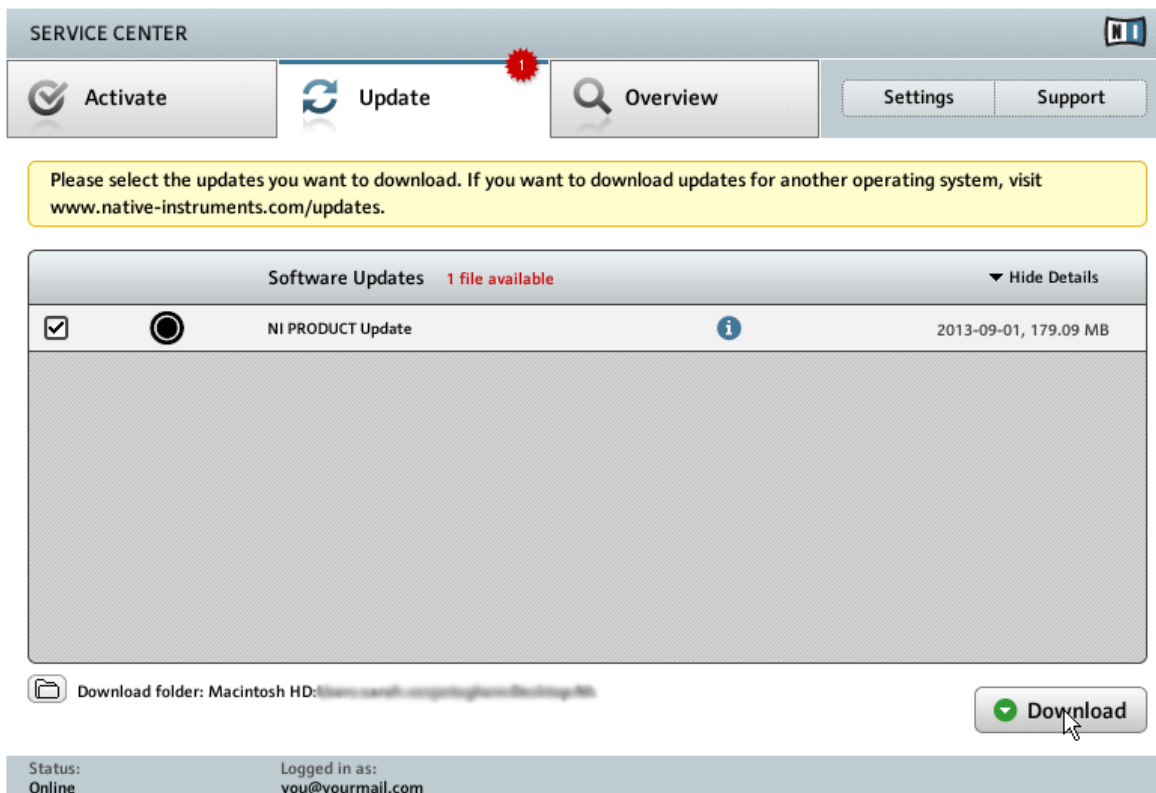 SERVICE CENTER
NI
Activate
Update
1
Overview
Settings
Support
Please select the updates you want to download. If you want to download updates for another operating system, visit
www.native-instruments.com/updates.
Software Updates 1 file available Hide Details
NI PRODUCT Update i 2013-09-01, 179.09 MB
Download folder: Macintosh HD:
Download
Status: Logged in as:
Online you@yourmail.com